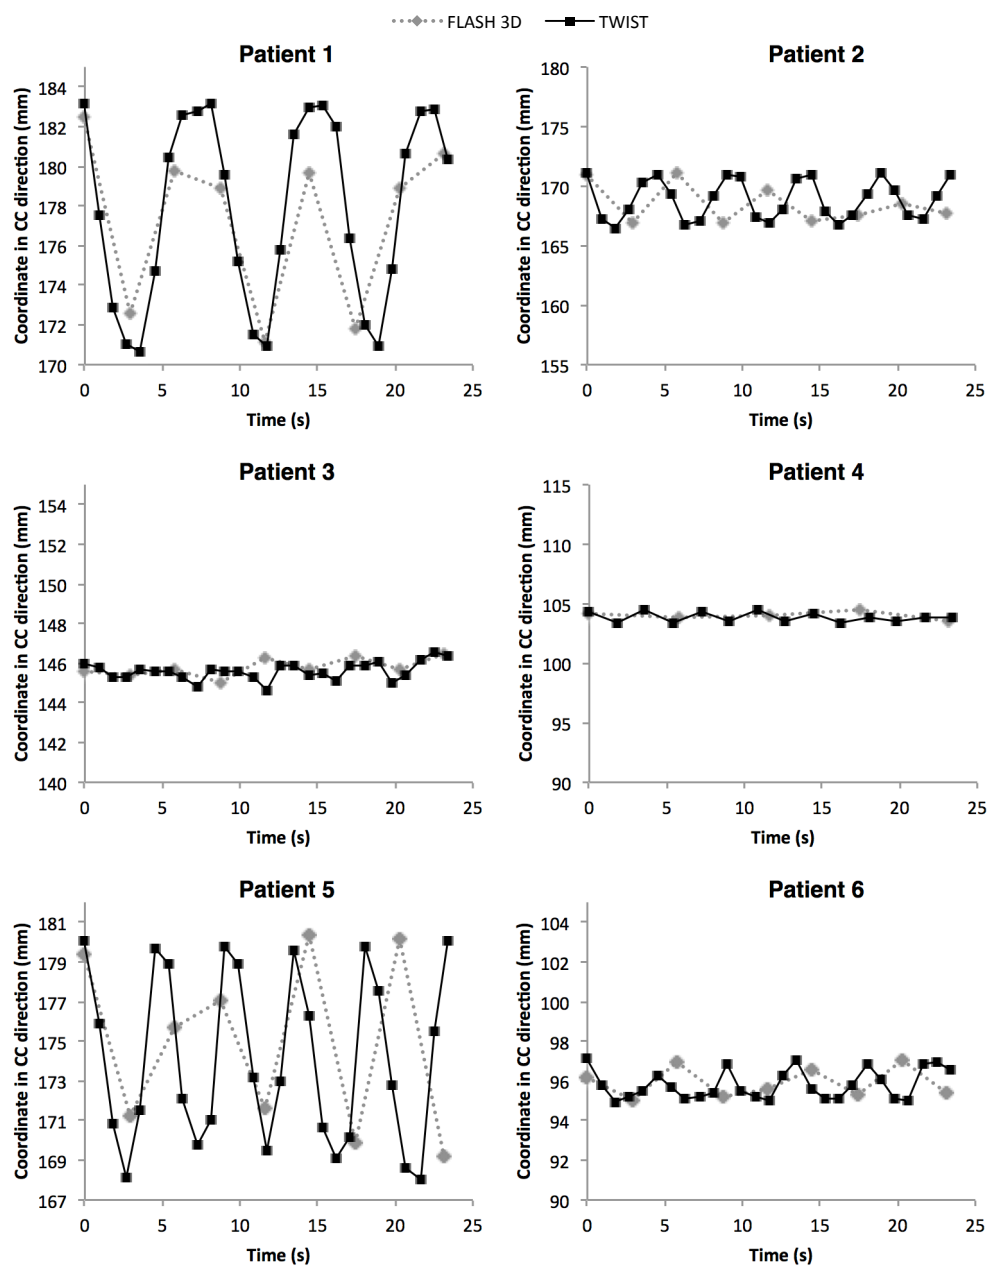 FLASH 3D TWIST
Patient 1
Coordinate in CC direction (mm)
184
182
180
178
176
174
172
170
0 5 10 15 20 25
Time (s)
Patient 2
Coordinate in CC direction (mm)
180
175
170
165
160
155
0 5 10 15 20 25
Time (s)
Patient 3
Coordinate in CC direction (mm)
154
152
150
148
146
144
142
140
0 5 10 15 20 25
Time (s)
Patient 4
Coordinate in CC direction (mm)
115
110
105
100
95
90
0 5 10 15 20 25
Time (s)
Patient 5
Coordinate in CC direction (mm)
181
179
177
175
173
171
169
167
0 5 10 15 20 25
Time (s)
Patient 6
Coordinate in CC direction (mm)
104
102
100
98
96
94
92
90
0 5 10 15 20 25
Time (s)